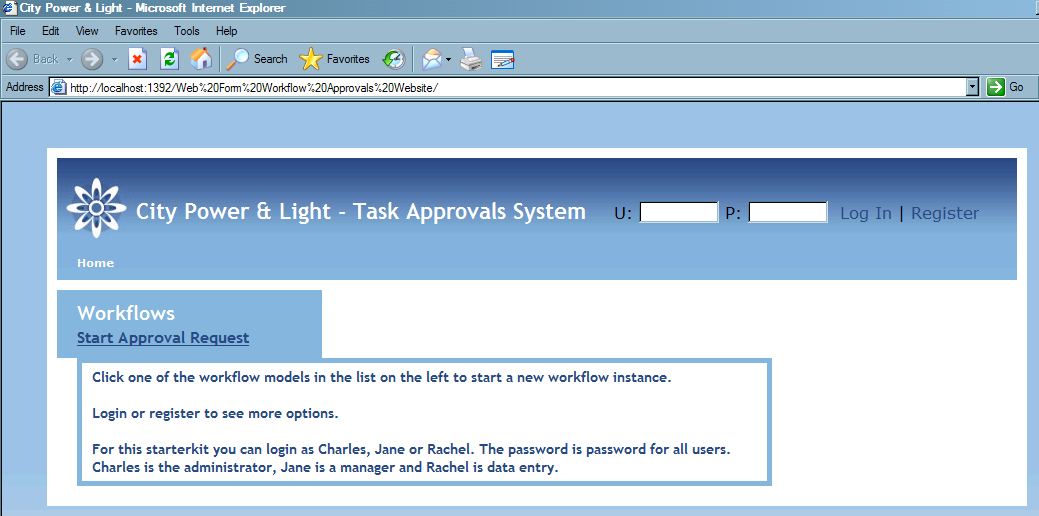 City Power & Light - Microsoft Internet Explorer
File Edit View Favorites Tools Help
Back Search Favorites
Address http://localhost:1392/Web%20Form%20Workflow%20Approvals%20Website/ Go
City Power & Light - Task Approvals System U: P: Log In | Register
Home
Workflows
Start Approval Request
Click one of the workflow models in the list on the left to start a new workflow instance.
Login or register to see more options.
For this starterkit you can login as Charles, Jane or Rachel. The password is password for all users.
Charles is the administrator, Jane is a manager and Rachel is data entry.